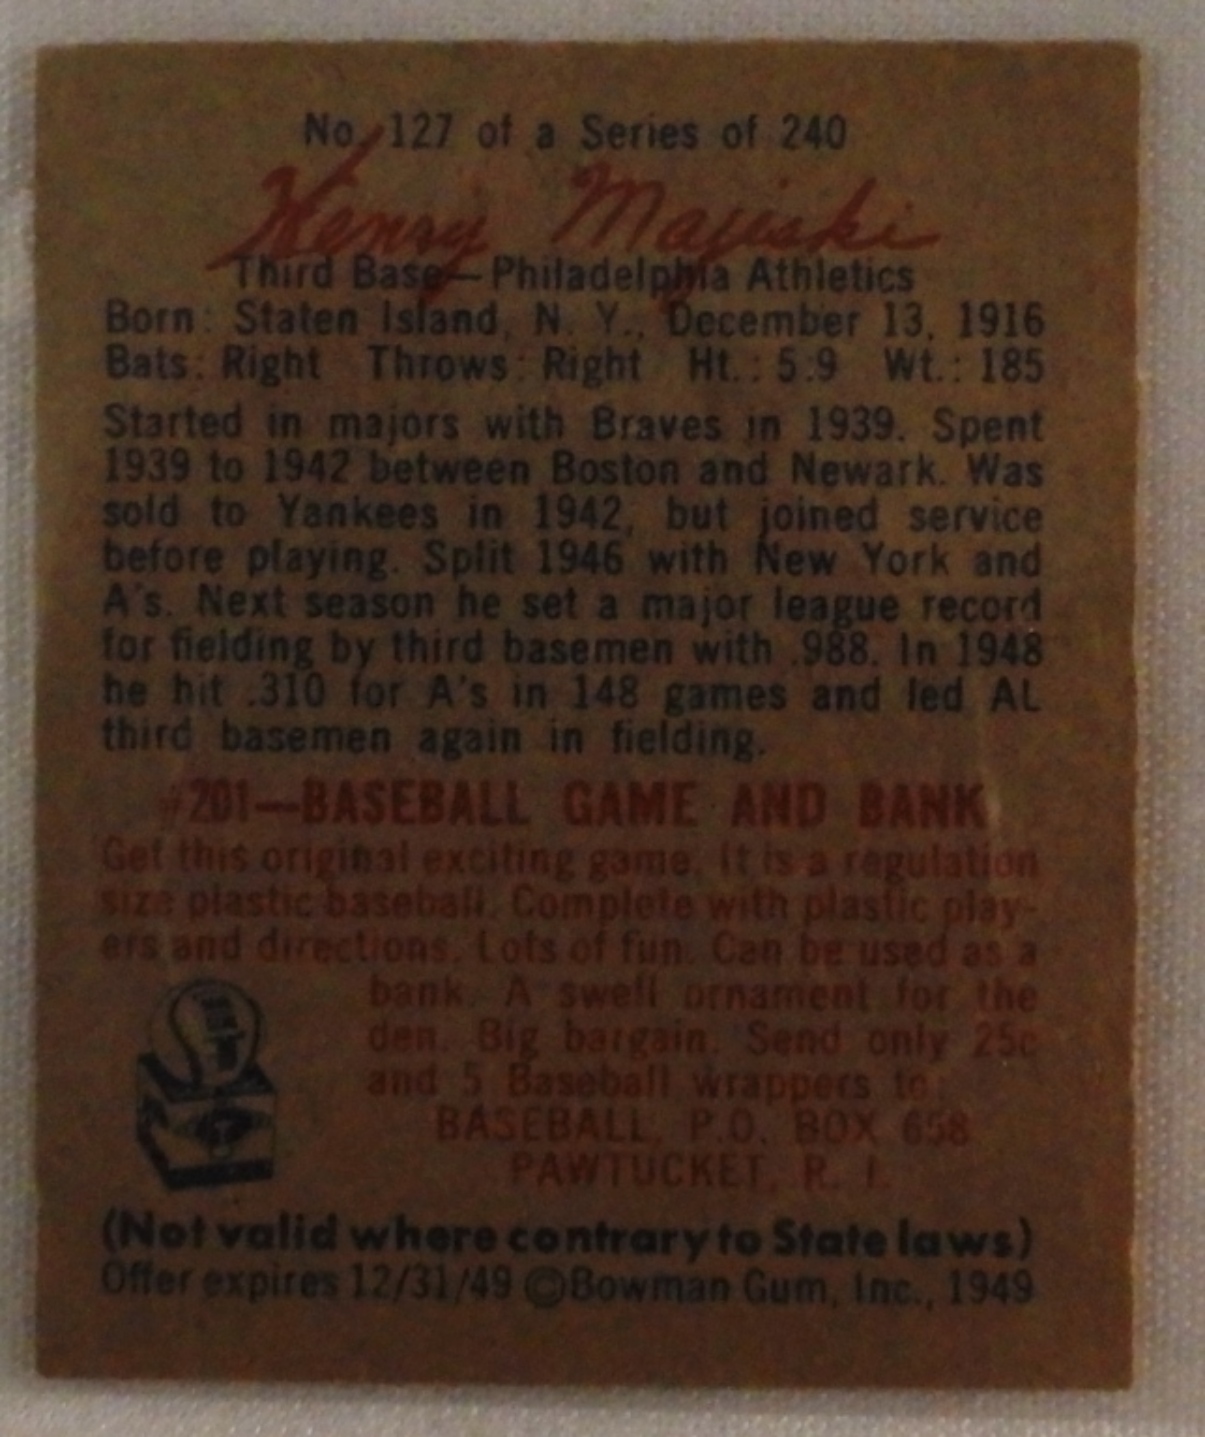 No. 127 of a Series of 240
Henry Majeski
Third Base—Philadelphia Athletics
Born: Staten Island, N. Y., December 13, 1916
Bats: Right Throws: Right Ht.: 5:9 Wt.: 185
Started in majors with Braves in 1939. Spent
1939 to 1942 between Boston and Newark. Was
sold to Yankees in 1942, but joined service
before playing. Split 1946 with New York and
A's. Next season he set a major league record
for fielding by third basemen with .988. In 1948
he hit .310 for A's in 148 games and led AL
third basemen again in fielding.
#201—BASEBALL GAME AND BANK
Get this original exciting game. It is a regulation
size plastic baseball. Complete with plastic play-
ers and directions. Lots of fun. Can be used as a
bank. A swell ornament for the
den. Big bargain. Send only 25c
and 5 Baseball wrappers to:
BASEBALL, P.O. BOX 658
PAWTUCKET, R. I.
(Not valid where contrary to State laws)
Offer expires 12/31/49 ©Bowman Gum, Inc., 1949